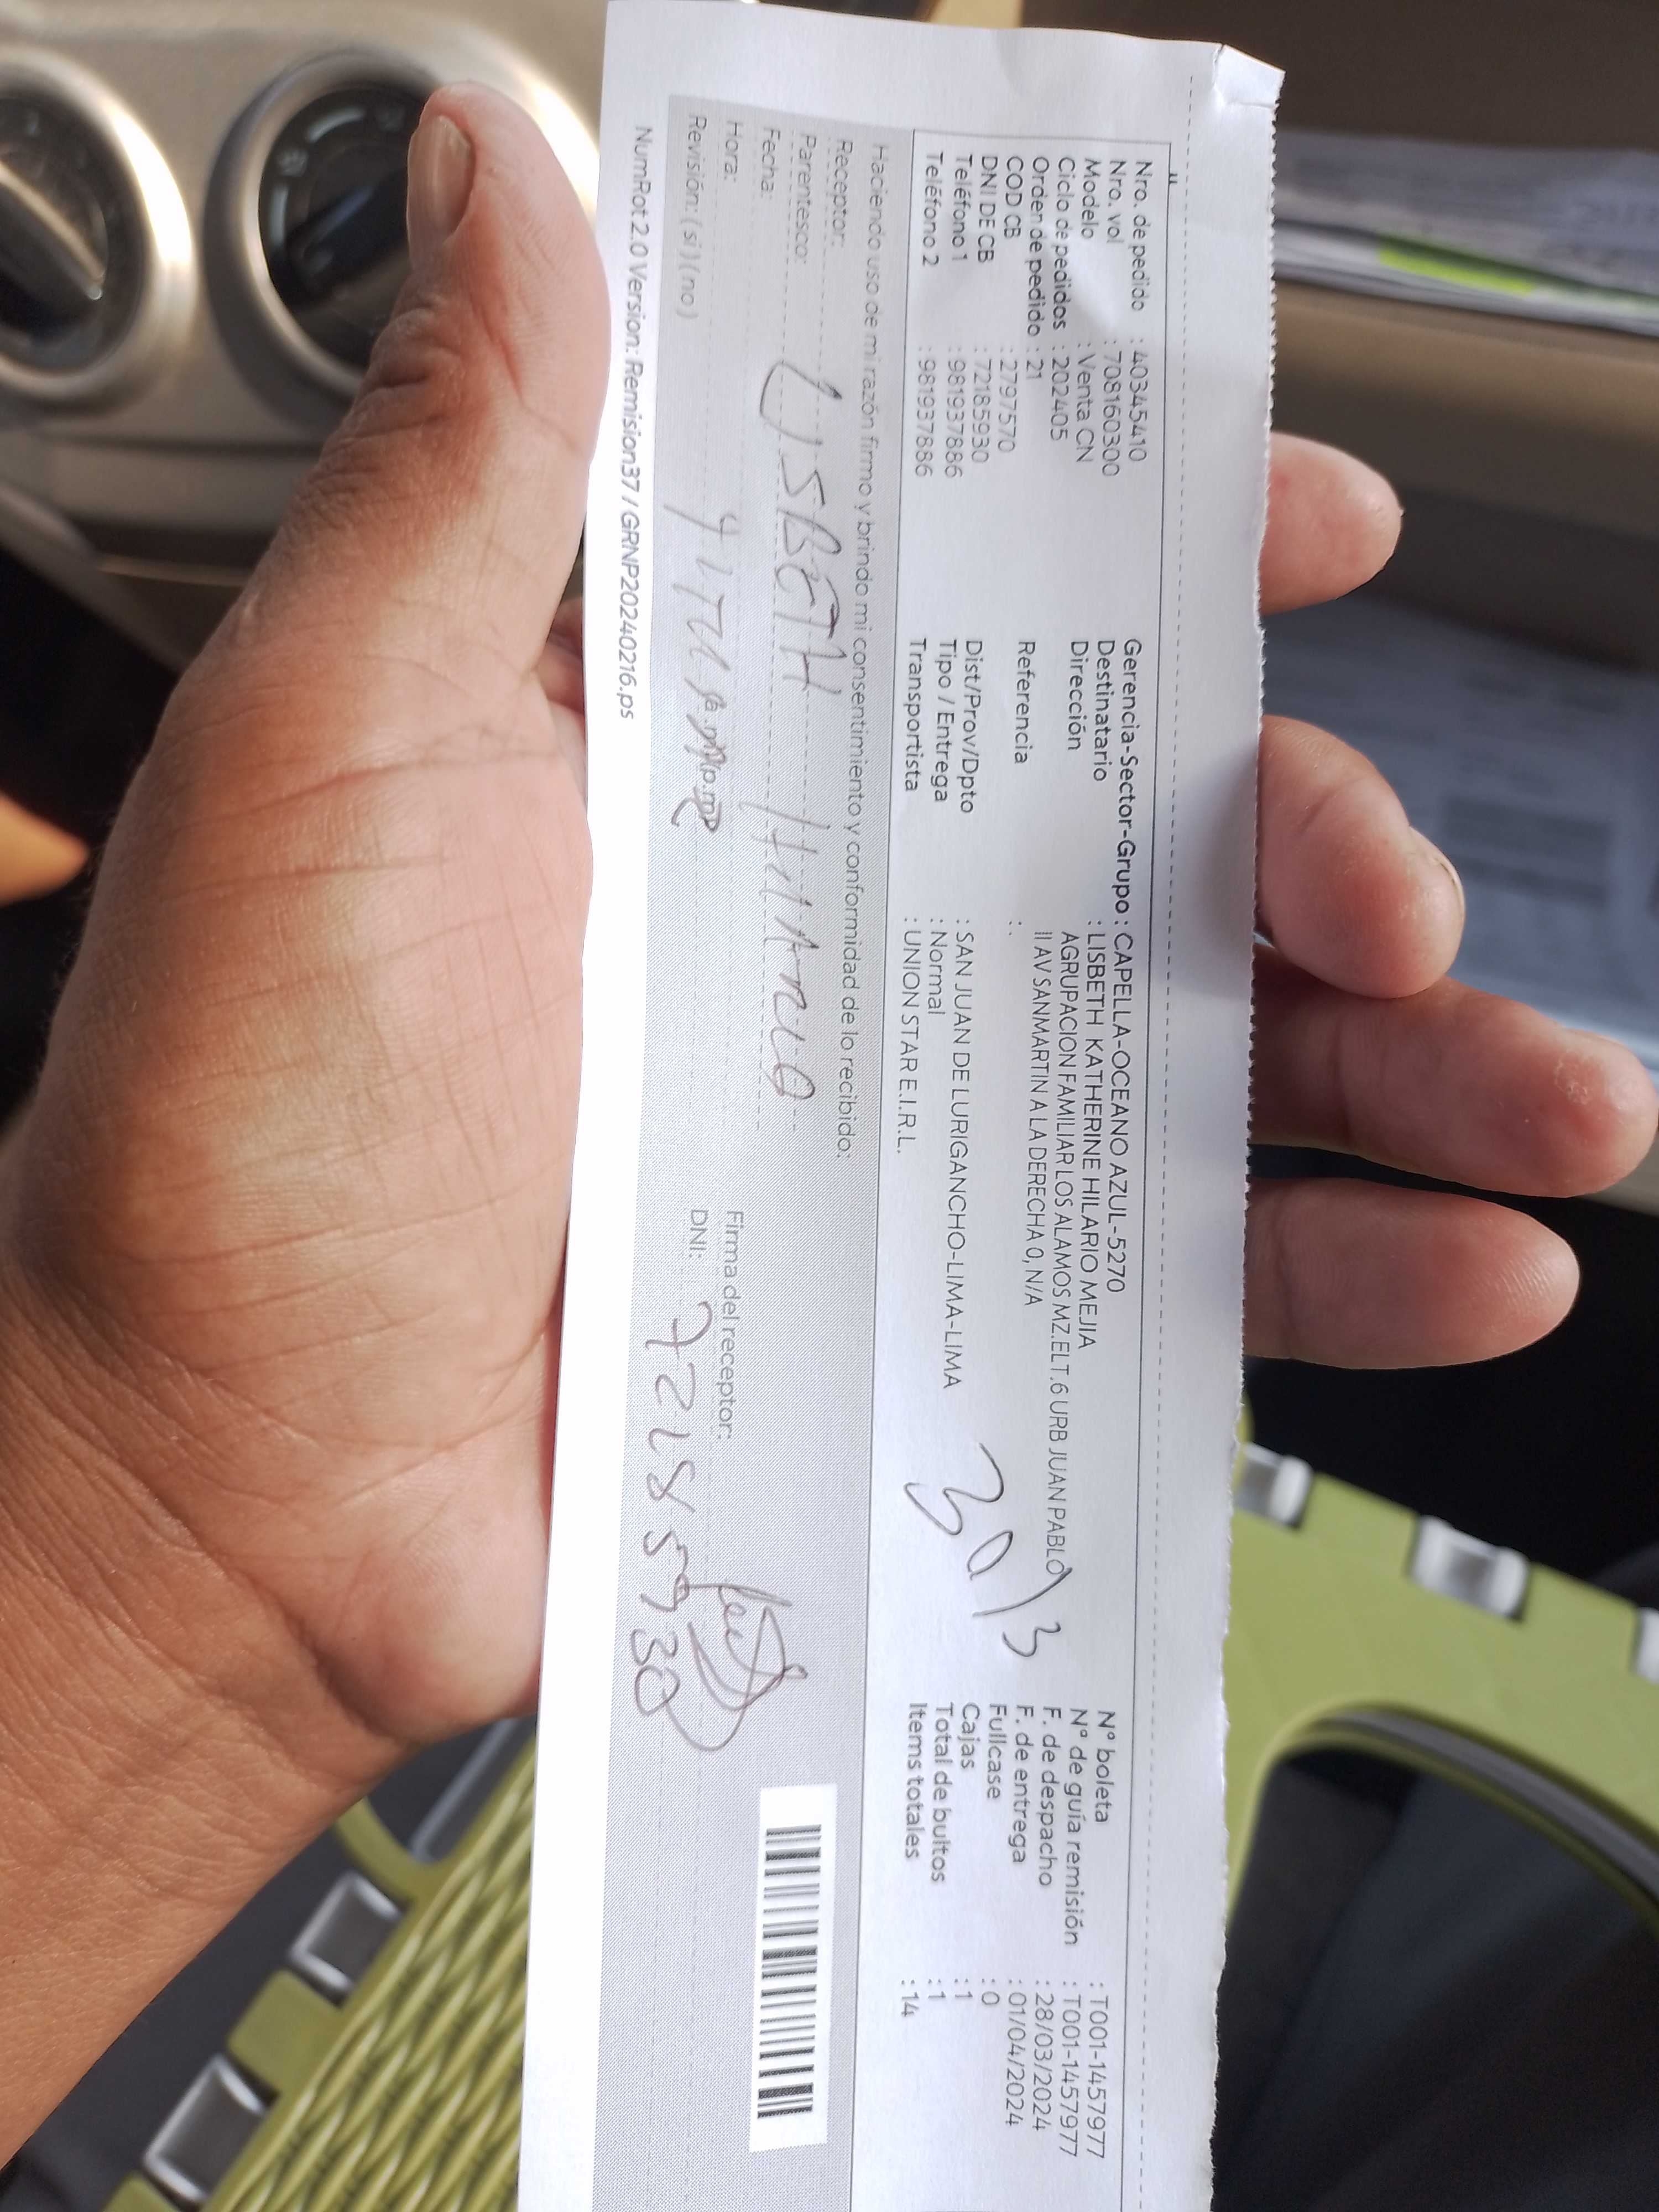 Nro. de pedido : 40345410
Nro. vol : 708160300
Modelo : Venta CN
Ciclo de pedidos : 202405
Orden de pedido : 21
COD CB : 2797570
DNI DE CB : 72185930
Teléfono 1 : 981937886
Teléfono 2 : 981937886
Gerencia-Sector-Grupo : CAPELLA-OCEANO AZUL-5270
Destinatario : LISBETH KATHERINE HILARIO MEJIA
Dirección AGRUPACION FAMILIAR LOS ALAMOS MZ.ELT.6 URB JUAN PABLO
II AV SANMARTIN A LA DERECHA 0, N/A
Referencia : .
Dist/Prov/Dpto : SAN JUAN DE LURIGANCHO-LIMA-LIMA
Tipo / Entrega : Normal
Transportista : UNION STAR E.I.R.L.
N° boleta : T001-1457977
N° de guía remisión : T001-1457977
F. de despacho : 28/03/2024
F. de entrega : 01/04/2024
Fullcase : 0
Cajas : 1
Total de bultos : 1
Items totales : 14
Haciendo uso de mi razón firmo y brindo mi consentimiento y conformidad de lo recibido:
Receptor:
Parentesco: LISBETH HILARIO
Fecha:
Hora: a.m./p.m.
Revisión: (si) (no)
Firma del receptor:
DNI: 72185930
NumRot 2.0 Version: Remision37 / GRNP20240216.ps